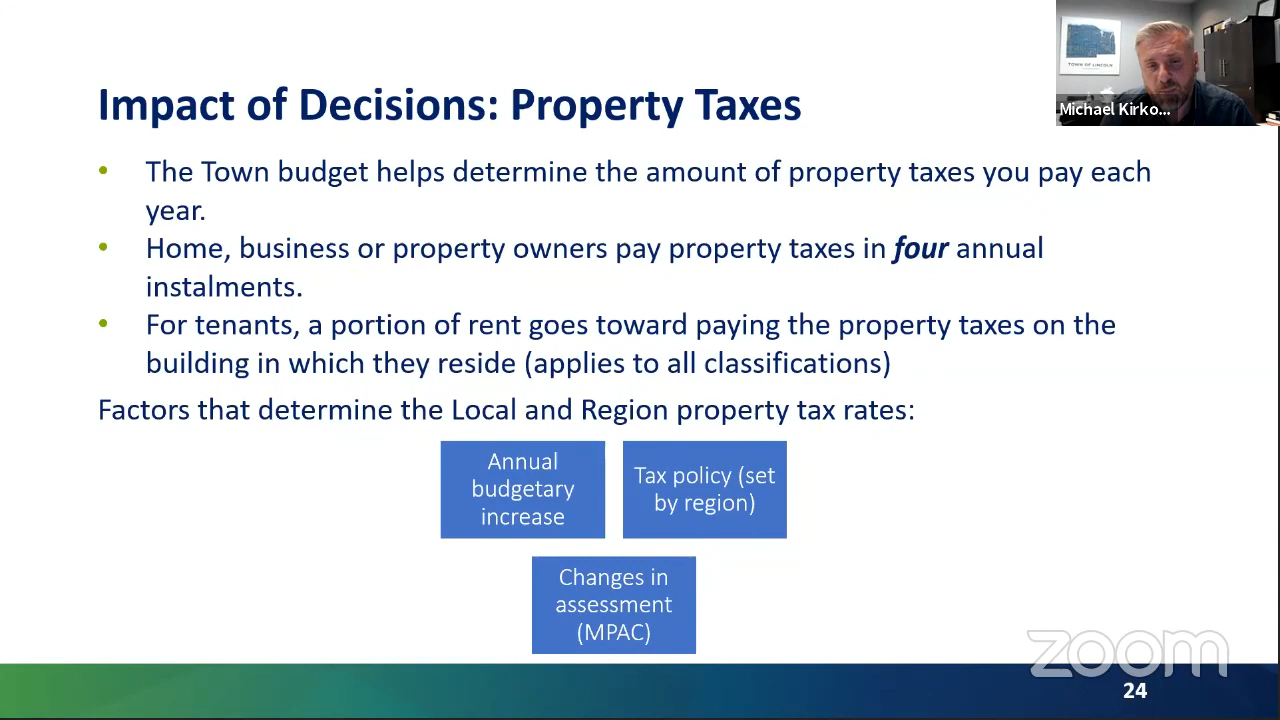 TOWN OF LINCOLN
Michael Kirko...
Impact of Decisions: Property Taxes
• The Town budget helps determine the amount of property taxes you pay each
year.
• Home, business or property owners pay property taxes in four annual
instalments.
• For tenants, a portion of rent goes toward paying the property taxes on the
building in which they reside (applies to all classifications)
Factors that determine the Local and Region property tax rates:
Annual
budgetary
increase
Tax policy (set
by region)
Changes in
assessment
(MPAC)
zoom
24